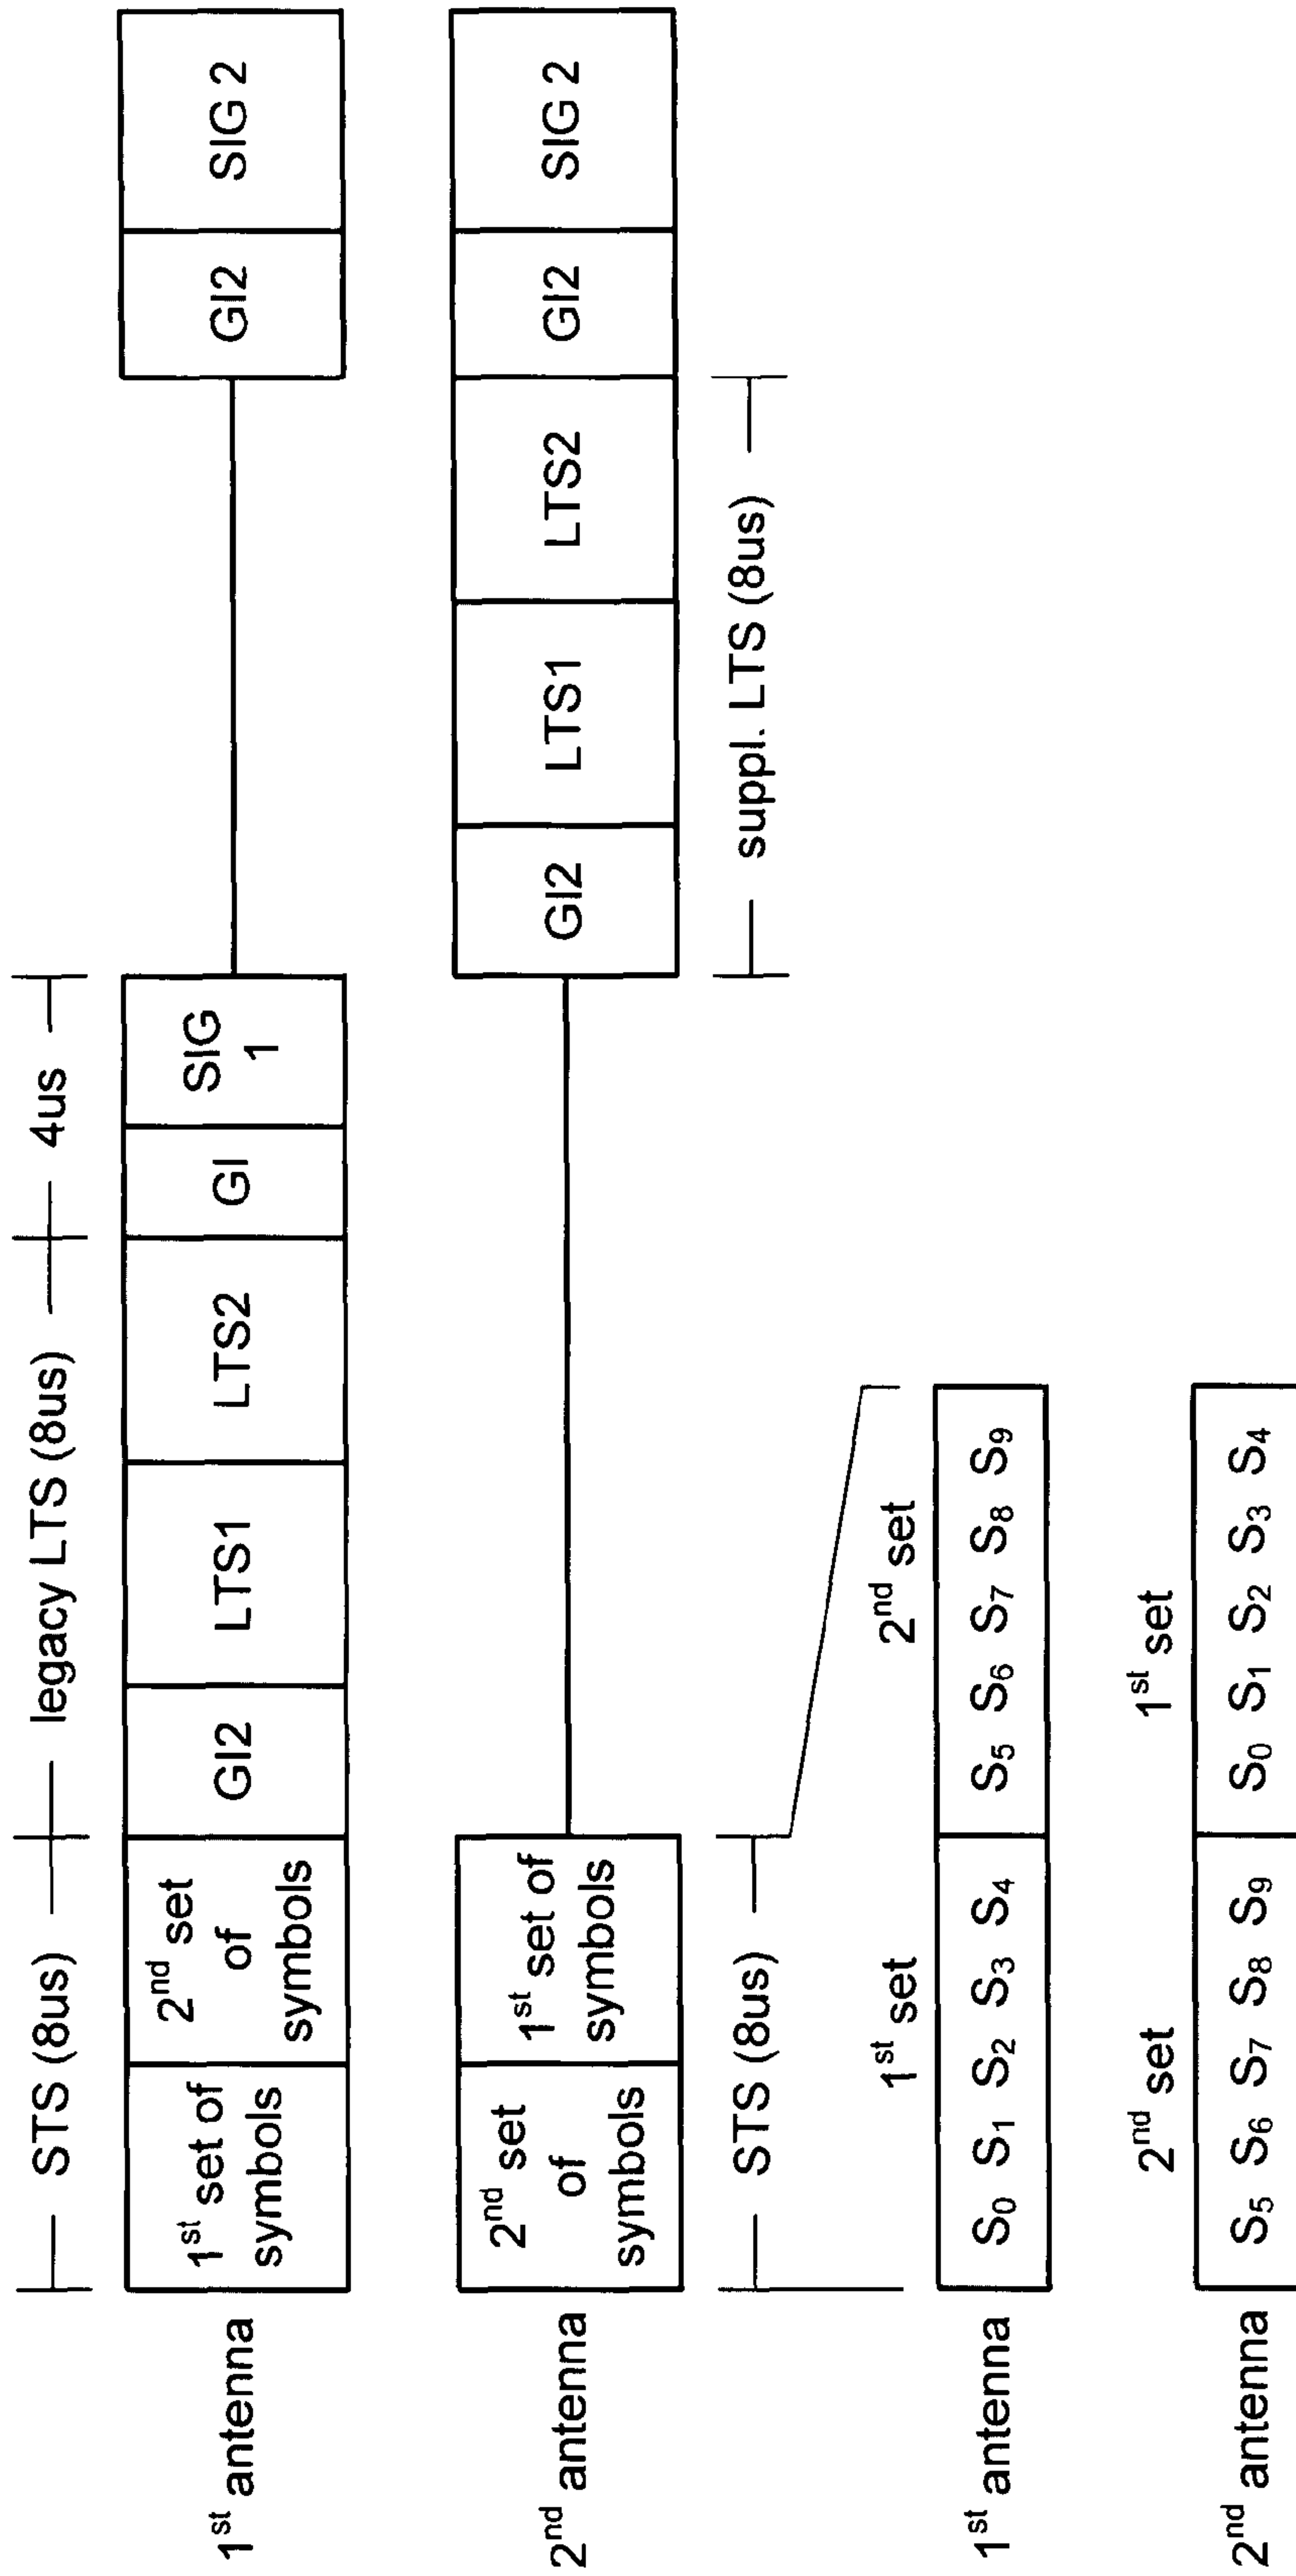 STS (8us) legacy LTS (8us) 4us
1st antenna
1st set of
symbols
2nd set
of
symbols
GI2
LTS1
LTS2
GI
SIG
1
GI2
SIG 2
2nd antenna
2nd set
of
symbols
1st set of
symbols
GI2
LTS1
LTS2
GI2
SIG 2
STS (8us) suppl. LTS (8us)
1st set 2nd set
1st antenna S0 S1 S2 S3 S4 S5 S6 S7 S8 S9
2nd set 1st set
2nd antenna S5 S6 S7 S8 S9 S0 S1 S2 S3 S4